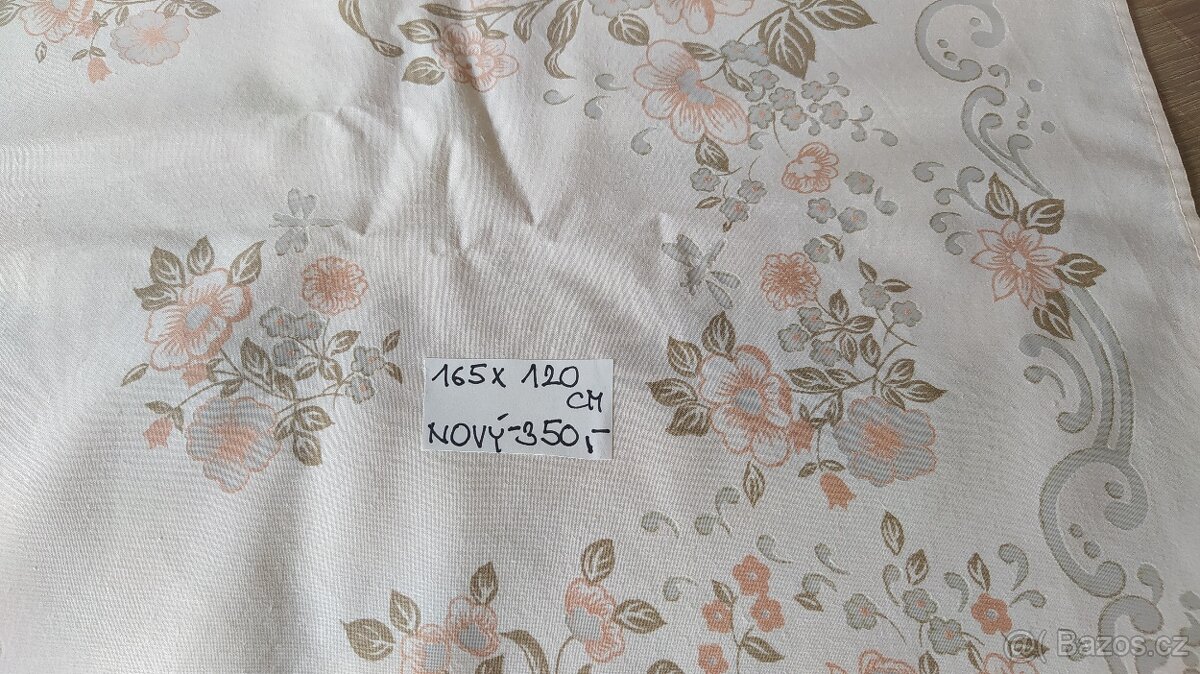 165x 120
CM
NOVÝ-350,-
Bazos.cz